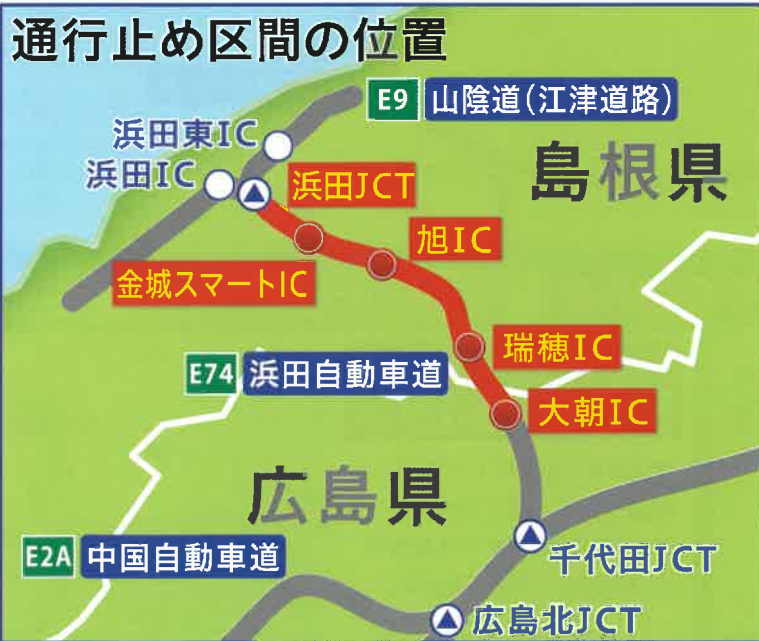 通行止め区間の位置
E9 山陰道(江津道路)
浜田東IC
浜田IC
浜田JCT
島根県
旭IC
金城スマートIC
瑞穂IC
E74 浜田自動車道
大朝IC
広島県
E2A 中国自動車道
千代田JCT
広島北JCT